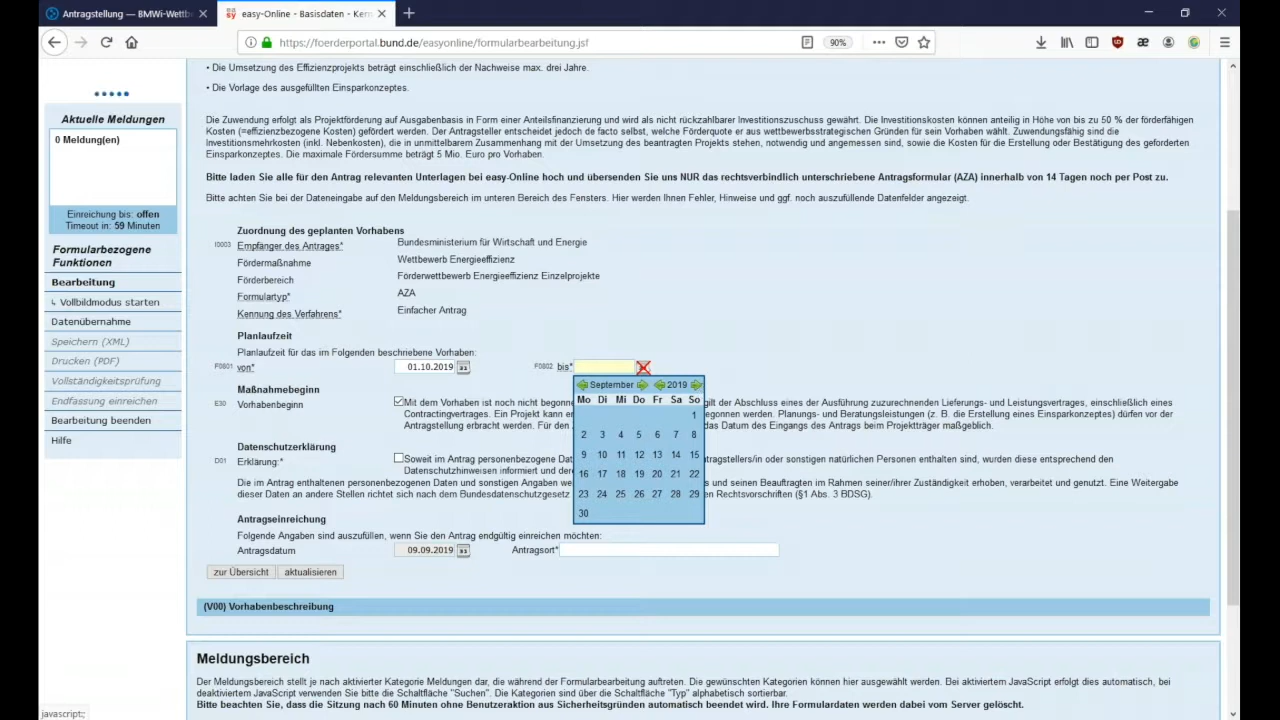 Antragstellung — BMWi-Wettb
easy-Online - Basisdaten - Kern
https://foerderportal.bund.de/easyonline/formularbearbeitung.jsf
90%
• Die Umsetzung des Effizienprojekts beträgt einschließlich der Nachweise max. drei Jahre.
• Die Vorlage des ausgefüllten Einsparkonzeptes.
Die Zuwendung erfolgt als Projektförderung auf Ausgabenbasis in Form einer Anteilsfinanzierung und wird als nicht rückzahlbarer Investitionszuschuss gewährt. Die Investitionskosten können anteilig in Höhe von bis zu 50 % der förderfähigen
Kosten (=effizienzbezogene Kosten) gefördert werden. Der Antragsteller entscheidet jedoch de facto selbst, welche Förderquote er aus wettbewerbsstrategischen Gründen für sein Vorhaben wählt. Zuwendungsfähig sind die
Investitionsmehrkosten (inkl. Nebenkosten), die in unmittelbarem Zusammenhang mit der Umsetzung des beantragten Projekts stehen, notwendig und angemessen sind, sowie die Kosten für die Erstellung oder Bestätigung des geforderten
Einsparkonzeptes. Die maximale Fördersumme beträgt 5 Mio. Euro pro Vorhaben.
Bitte laden Sie alle für den Antrag relevanten Unterlagen bei easy-Online hoch und übersenden Sie uns NUR das rechtsverbindlich unterschriebene Antragsformular (AZA) innerhalb von 14 Tagen noch per Post zu.
Bitte achten Sie bei der Dateneingabe auf den Meldungsbereich im unteren Bereich des Fensters. Hier werden Ihnen Fehler, Hinweise und ggf. noch auszufüllende Datenfelder angezeigt.
Aktuelle Meldungen
0 Meldung(en)
Einreichung bis: offen
Timeout in: 59 Minuten
Formularbezogene
Funktionen
Bearbeitung
↳ Vollbildmodus starten
Datenübernahme
Speichern (XML)
Drucken (PDF)
Vollständigkeitsprüfung
Endfassung einreichen
Bearbeitung beenden
Hilfe
Zuordnung des geplanten Vorhabens
I0003 Empfänger des Antrages* Bundesministerium für Wirtschaft und Energie
Fördermaßnahme Wettbewerb Energieeffizienz
Förderbereich Förderwettbewerb Energieeffizienz Einzelprojekte
Formulartyp* AZA
Kennung des Verfahrens* Einfacher Antrag
Planlaufzeit
Planlaufzeit für das im Folgenden beschriebene Vorhaben:
F0801 von* 01.10.2019 31 F0802 bis*
September 2019
Mo Di Mi Do Fr Sa So
1
2 3 4 5 6 7 8
9 10 11 12 13 14 15
16 17 18 19 20 21 22
23 24 25 26 27 28 29
30
Maßnahmebeginn
E30 Vorhabenbeginn Mit dem Vorhaben ist noch nicht begonne gilt der Abschluss eines der Ausführung zuzurechnenden Lieferungs- und Leistungsvertrages, einschließlich eines
Contractingvertrages. Ein Projekt kann er egonnen werden. Planungs- und Beratungsleistungen (z. B. die Erstellung eines Einsparkonzeptes) dürfen vor der
Antragstellung erbracht werden. Für den das Datum des Eingangs des Antrags beim Projektträger maßgeblich.
Datenschutzerklärung
D01 Erklärung:* Soweit im Antrag personenbezogene Da tragstellers/in oder sonstigen natürlichen Personen enthalten sind, wurden diese entsprechend den
Datenschutzhinweisen informiert und dere
Die im Antrag enthaltenen personenbezogenen Daten und sonstigen Angaben wer s und seinen Beauftragten im Rahmen seiner/ihrer Zuständigkeit erhoben, verarbeitet und genutzt. Eine Weitergabe
dieser Daten an andere Stellen richtet sich nach dem Bundesdatenschutzgesetz en Rechtsvorschriften (§1 Abs. 3 BDSG).
Antragseinreichung
Folgende Angaben sind auszufüllen, wenn Sie den Antrag endgültig einreichen möchten:
Antragsdatum 09.09.2019 31 Antragsort*
zur Übersicht aktualisieren
(V00) Vorhabenbeschreibung
Meldungsbereich
Der Meldungsbereich stellt je nach aktivierter Kategorie Meldungen dar, die während der Formularbearbeitung auftreten. Die gewünschten Kategorien können hier ausgewählt werden. Bei aktiviertem JavaScript erfolgt dies automatisch, bei
deaktiviertem JavaScript verwenden Sie bitte die Schaltfläche "Suchen". Die Kategorien sind über die Schaltfläche "Typ" alphabetisch sortierbar.
Bitte beachten Sie, dass die Sitzung nach 60 Minuten ohne Benutzeraktion aus Sicherheitsgründen automatisch beendet wird. Ihre Formulardaten werden dabei vom Server gelöscht.
javascript:;